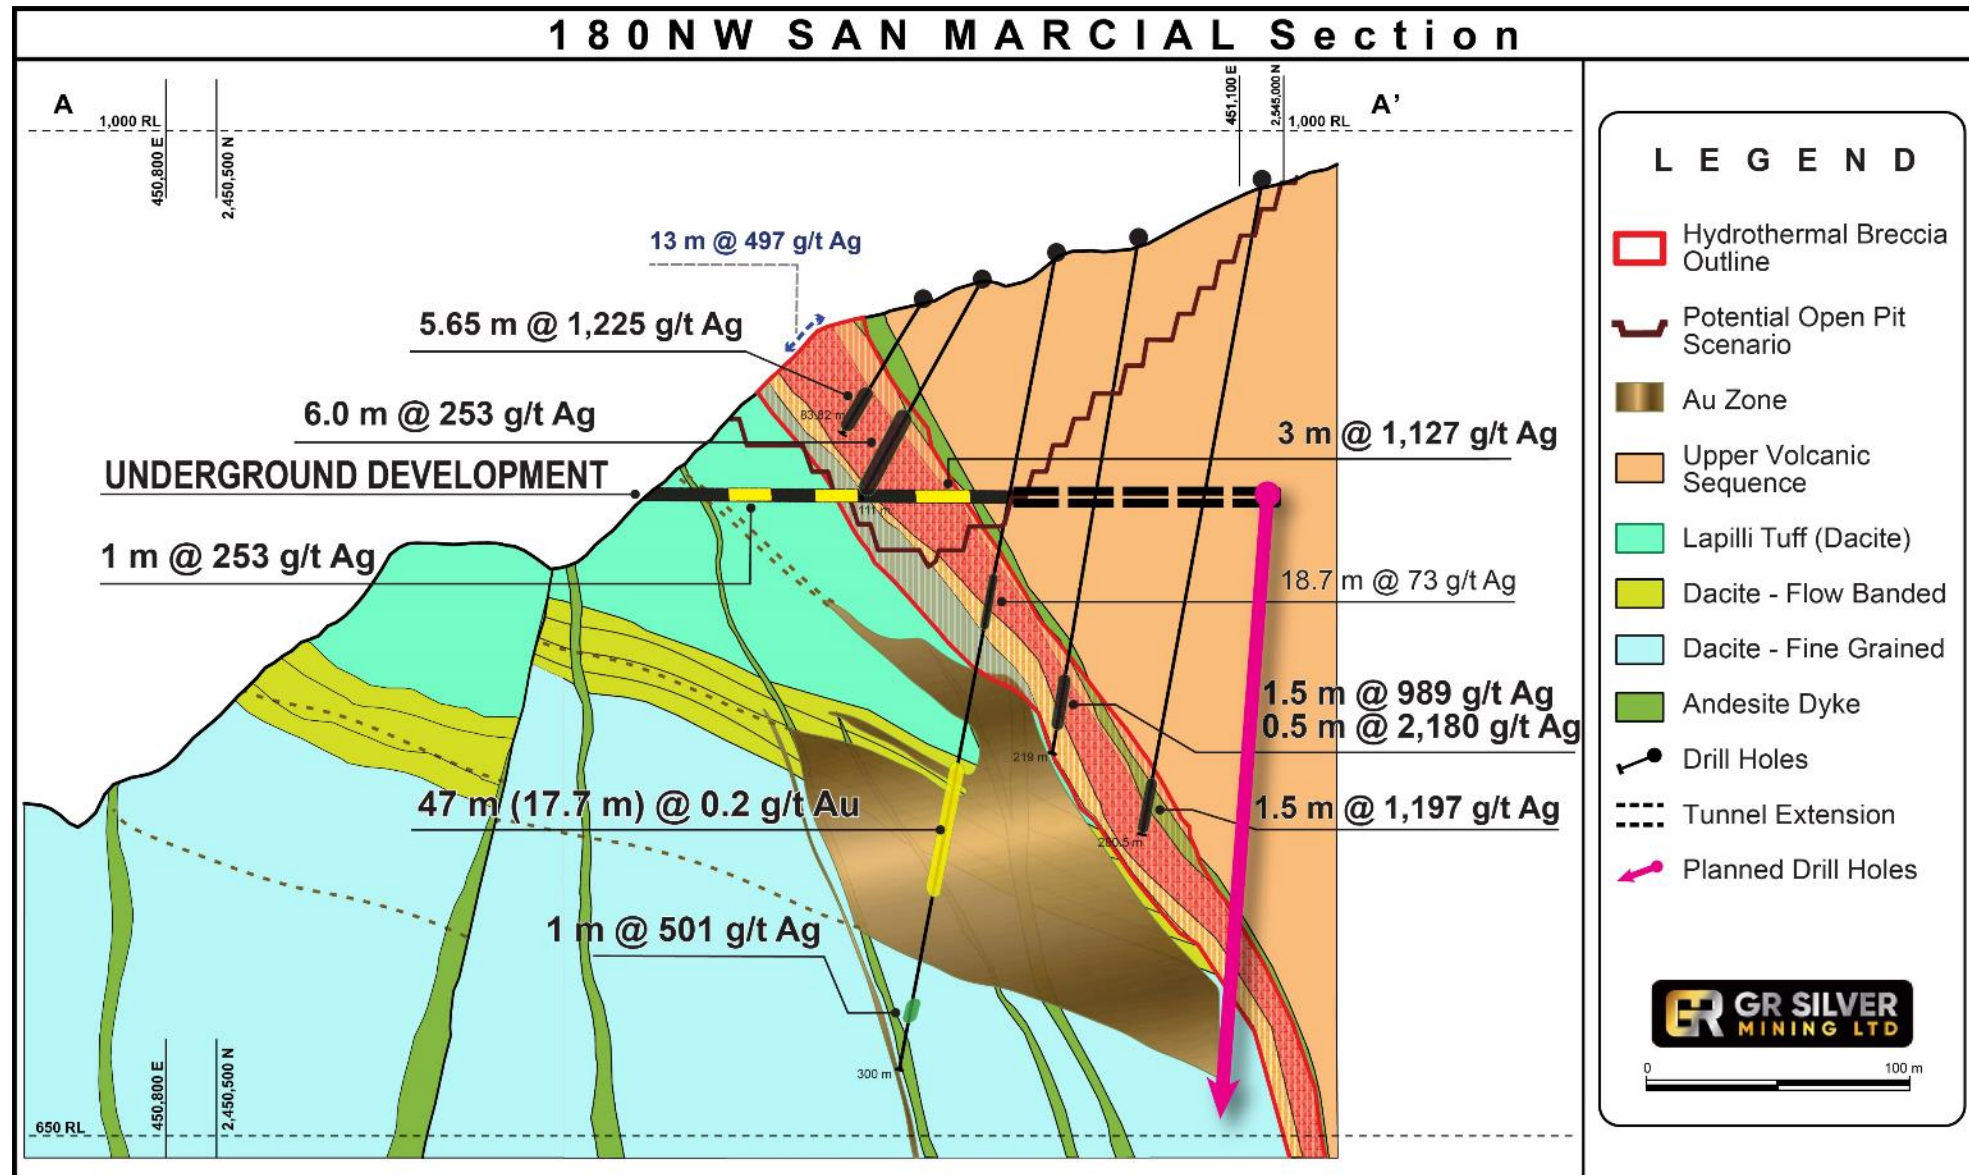 180NW SAN MARCIAL Section
A
A'
1,000 RL
1,000 RL
450,800 E
2,450,500 N
451,100 E
2,545,000 N
13 m @ 497 g/t Ag
5.65 m @ 1,225 g/t Ag
83.82 m
6.0 m @ 253 g/t Ag
3 m @ 1,127 g/t Ag
UNDERGROUND DEVELOPMENT
111 m
1 m @ 253 g/t Ag
18.7 m @ 73 g/t Ag
1.5 m @ 989 g/t Ag
0.5 m @ 2,180 g/t Ag
219 m
47 m (17.7 m) @ 0.2 g/t Au
1.5 m @ 1,197 g/t Ag
280.5 m
1 m @ 501 g/t Ag
300 m
450,800 E
2,450,500 N
650 RL
LEGEND
Hydrothermal Breccia
Outline
Potential Open Pit
Scenario
Au Zone
Upper Volcanic
Sequence
Lapilli Tuff (Dacite)
Dacite - Flow Banded
Dacite - Fine Grained
Andesite Dyke
Drill Holes
Tunnel Extension
Planned Drill Holes
GR SILVER
MINING LTD
0
100 m